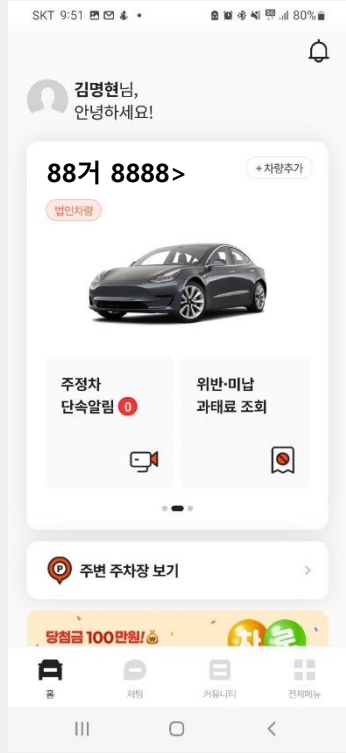 SKT 9:51
80%
김명현님,
안녕하세요!
88거 8888>
+ 차량추가
법인차량
주정차
단속알림 0
위반·미납
과태료 조회
P 주변 주차장 보기
당첨금 100만원!
차 로
홈
채팅
커뮤니티
전체메뉴